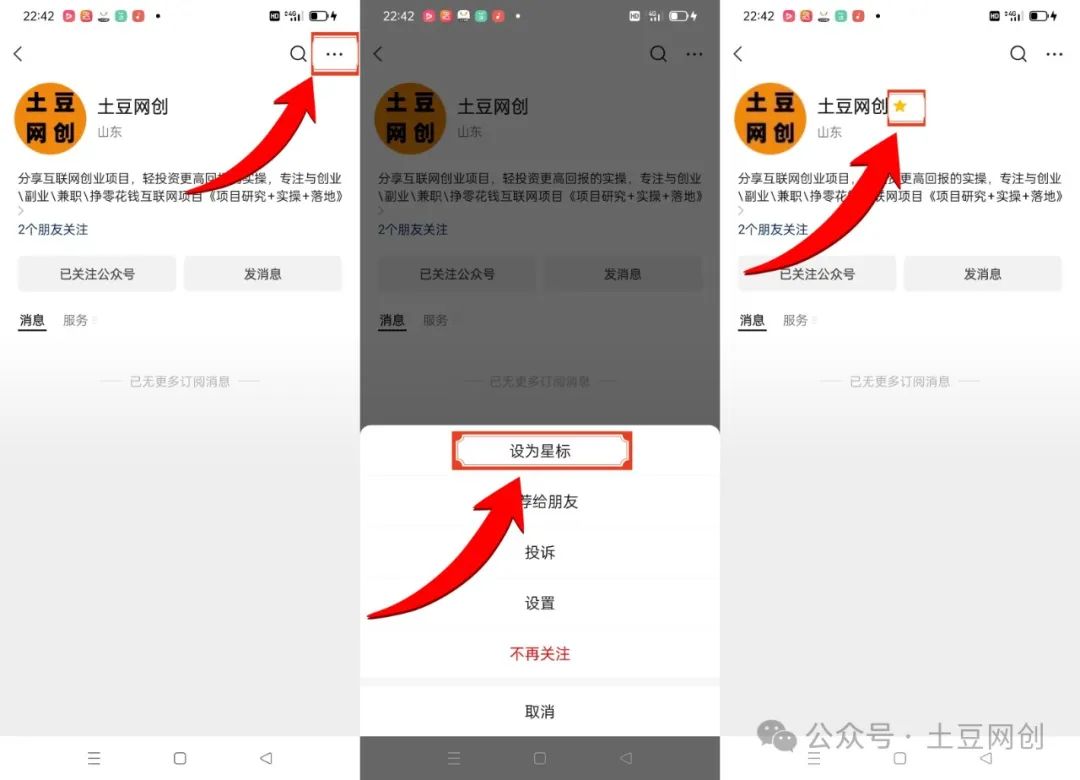 22:42
土豆
网创
土豆网创
山东
分享互联网创业项目，轻投资更高回报的实操，专注与创业
\副业\兼职\挣零花钱互联网项目《项目研究+实操+落地》
2个朋友关注
已关注公众号 发消息
消息 服务
已无更多订阅消息
22:42
土豆
网创
土豆网创
山东
分享互联网创业项目，轻投资更高回报的实操，专注与创业
\副业\兼职\挣零花钱互联网项目《项目研究+实操+落地》
2个朋友关注
已关注公众号 发消息
消息 服务
已无更多订阅消息
设为星标
荐给朋友
投诉
设置
不再关注
取消
22:42
土豆
网创
土豆网创
山东
分享互联网创业项目，更高回报的实操，专注与创业
\副业\兼职\挣零联网项目《项目研究+实操+落地》
2个朋友关注
已关注公众号 发消息
消息 服务
已无更多订阅消息
公众号·土豆网创